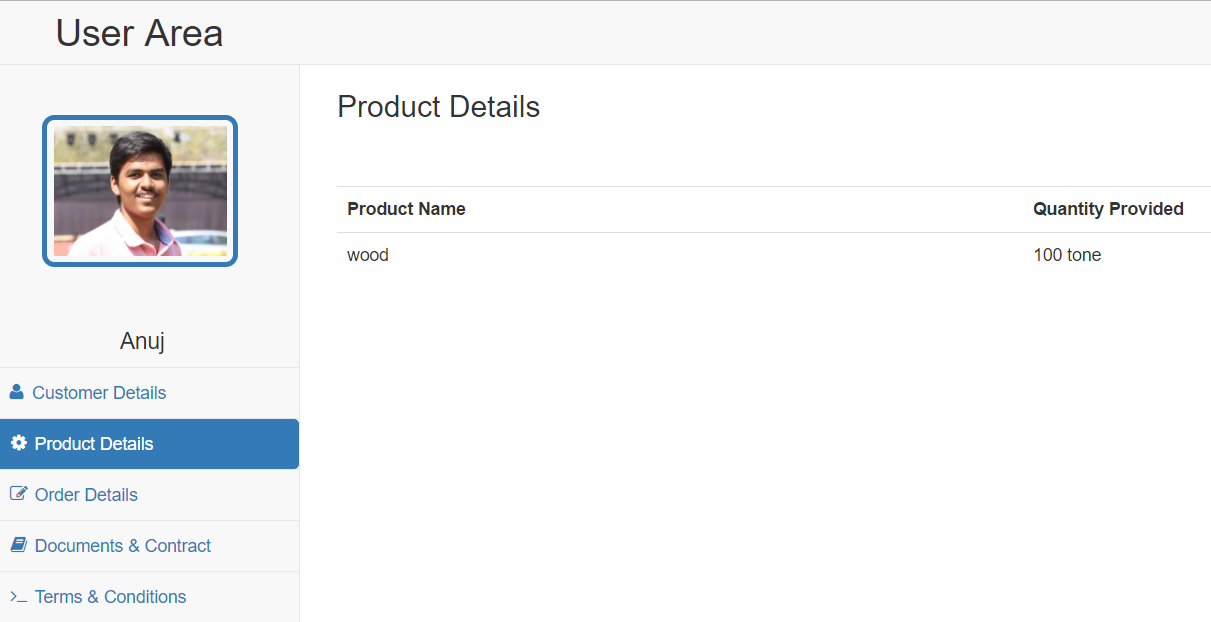 User Area
Product Details
Product Name Quantity Provided
wood 100 tone
Anuj
Customer Details
Product Details
Order Details
Documents & Contract
Terms & Conditions